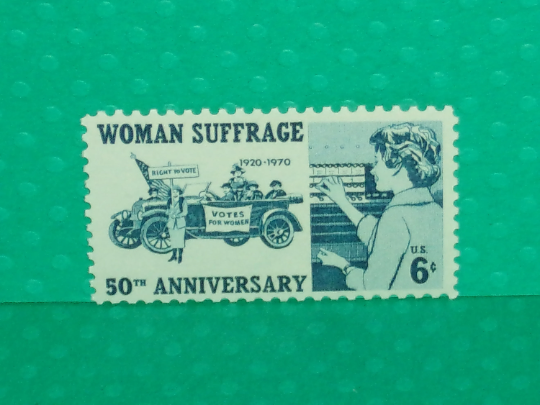 WOMAN SUFFRAGE
1920-1970
RIGHT TO VOTE
VOTES
FOR WOMEN
50TH ANNIVERSARY
U.S.
6¢